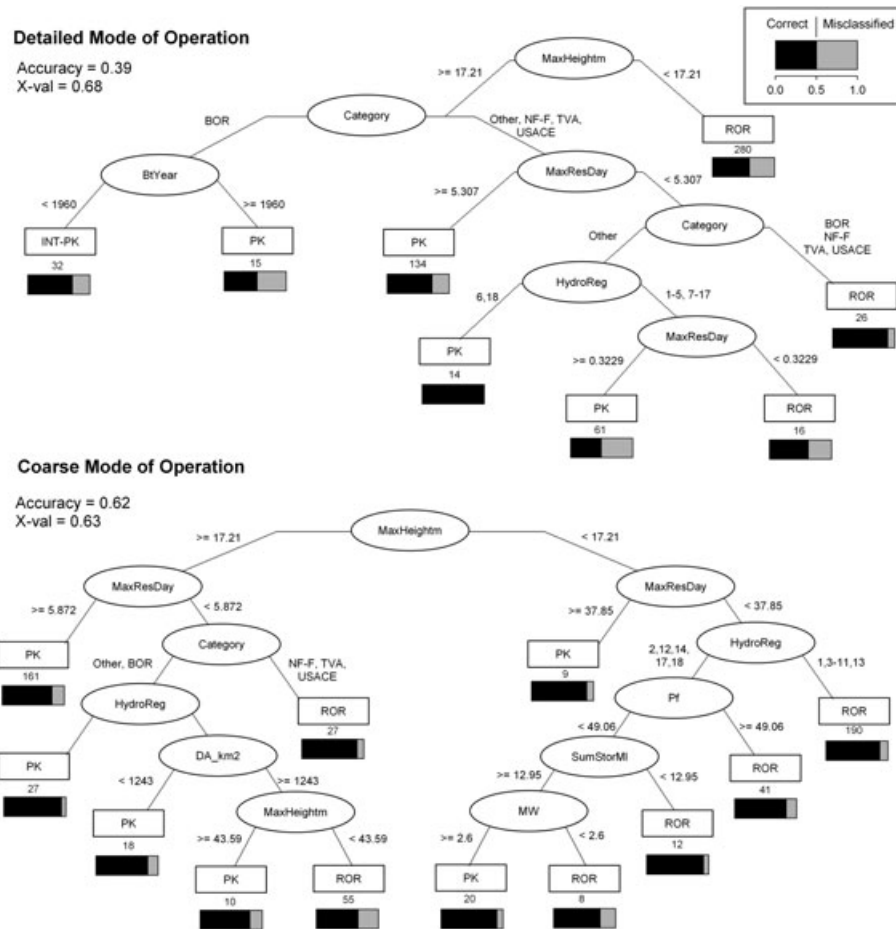 Detailed Mode of Operation
Accuracy = 0.39
X-val = 0.68
Correct | Misclassified
0.0 0.5 1.0
MaxHeightm
>= 17.21
< 17.21
ROR
280
Category
BOR
Other, NF-F, TVA,
USACE
BtYear
< 1960
>= 1960
INT-PK
32
PK
15
MaxResDay
>= 5.307
< 5.307
PK
134
Category
Other
BOR
NF-F
TVA, USACE
ROR
26
HydroReg
6,18
1-5, 7-17
PK
14
MaxResDay
>= 0.3229
< 0.3229
PK
61
ROR
16
Coarse Mode of Operation
Accuracy = 0.62
X-val = 0.63
MaxHeightm
>= 17.21
< 17.21
MaxResDay
>= 5.872
< 5.872
PK
161
Category
Other, BOR
NF-F, TVA,
USACE
ROR
27
HydroReg
PK
27
DA_km2
< 1243
>= 1243
PK
18
MaxHeightm
>= 43.59
< 43.59
PK
10
ROR
55
MaxResDay
>= 37.85
< 37.85
PK
9
HydroReg
2,12,14,
17,18
1,3-11,13
ROR
190
Pf
< 49.06
>= 49.06
ROR
41
SumStorMl
>= 12.95
< 12.95
ROR
12
MW
>= 2.6
< 2.6
PK
20
ROR
8